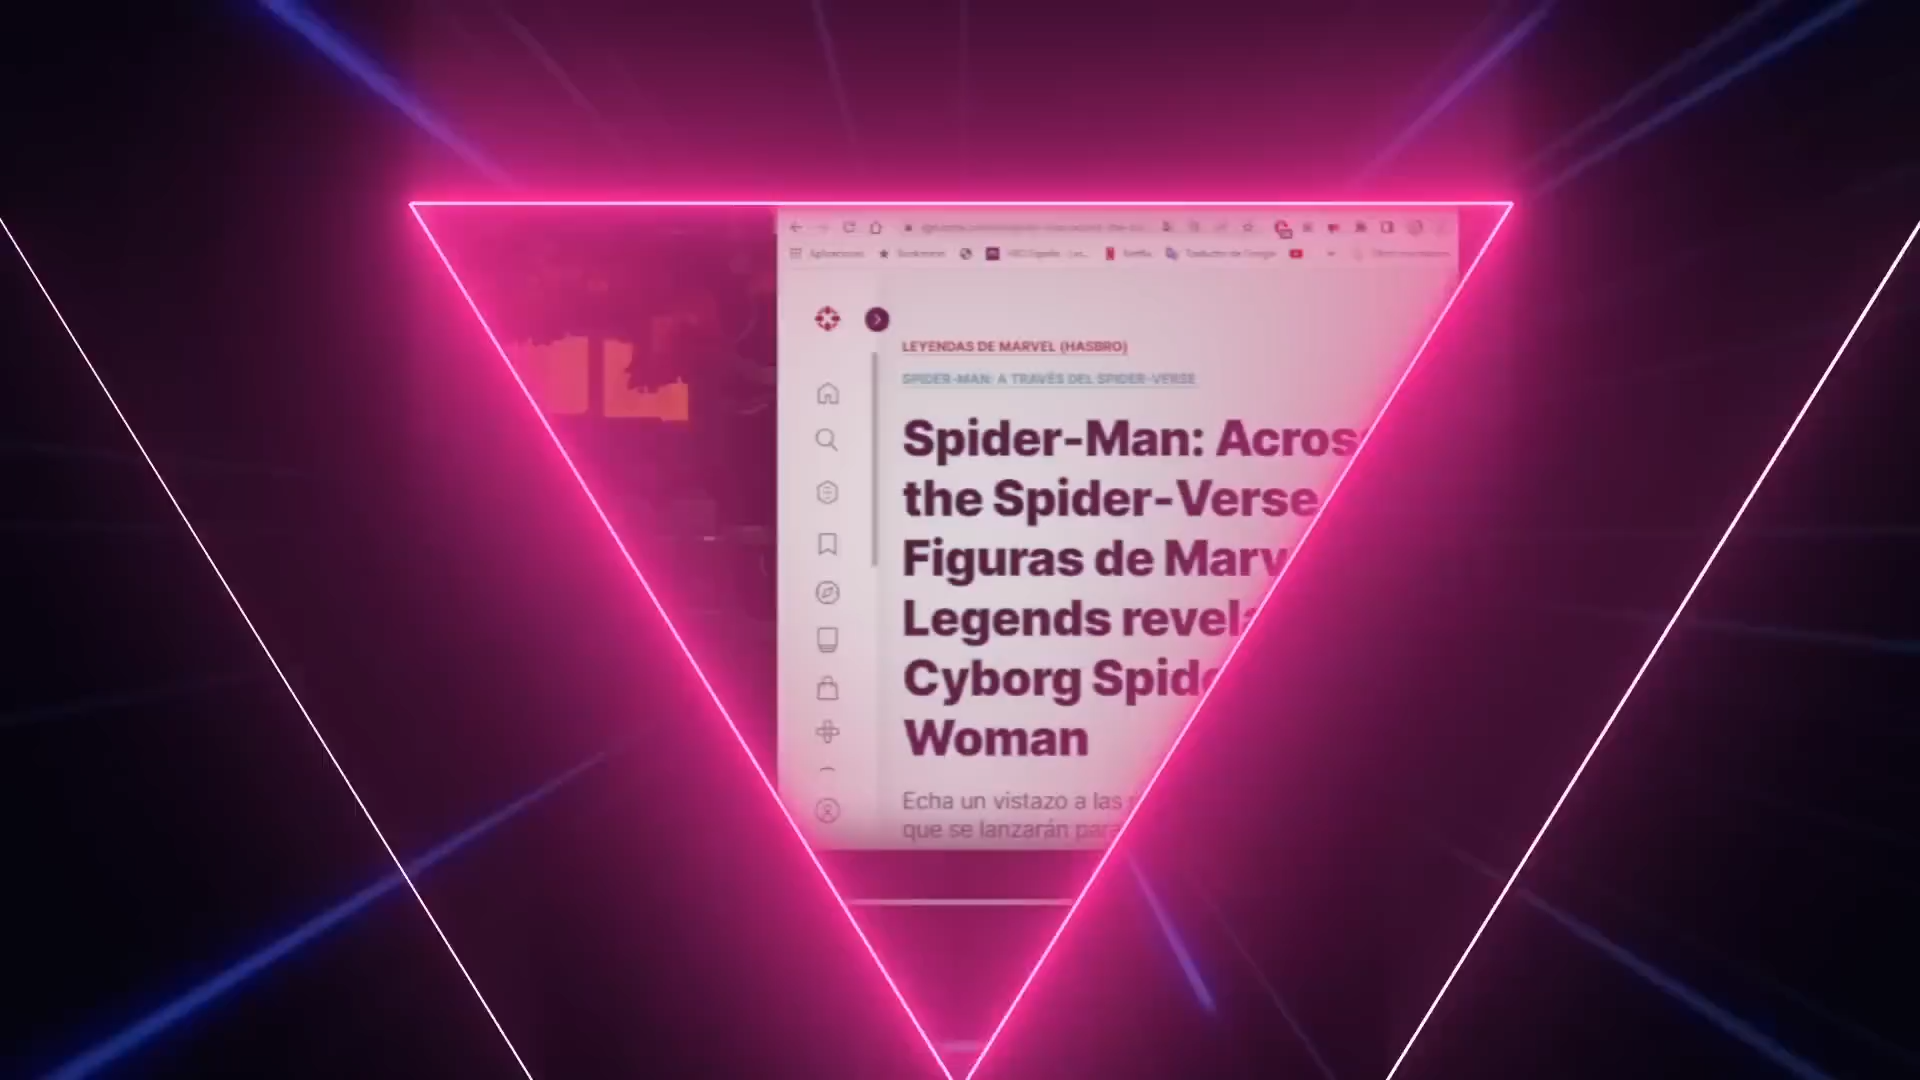 LEYENDAS DE MARVEL (HASBRO)
SPIDER-MAN: A TRAVÉS DEL SPIDER-VERSE
Spider-Man: Acros
the Spider-Verse
Figuras de Marv
Legends revel
Cyborg Spid
Woman
Echa un vistazo a las
que se lanzarán para